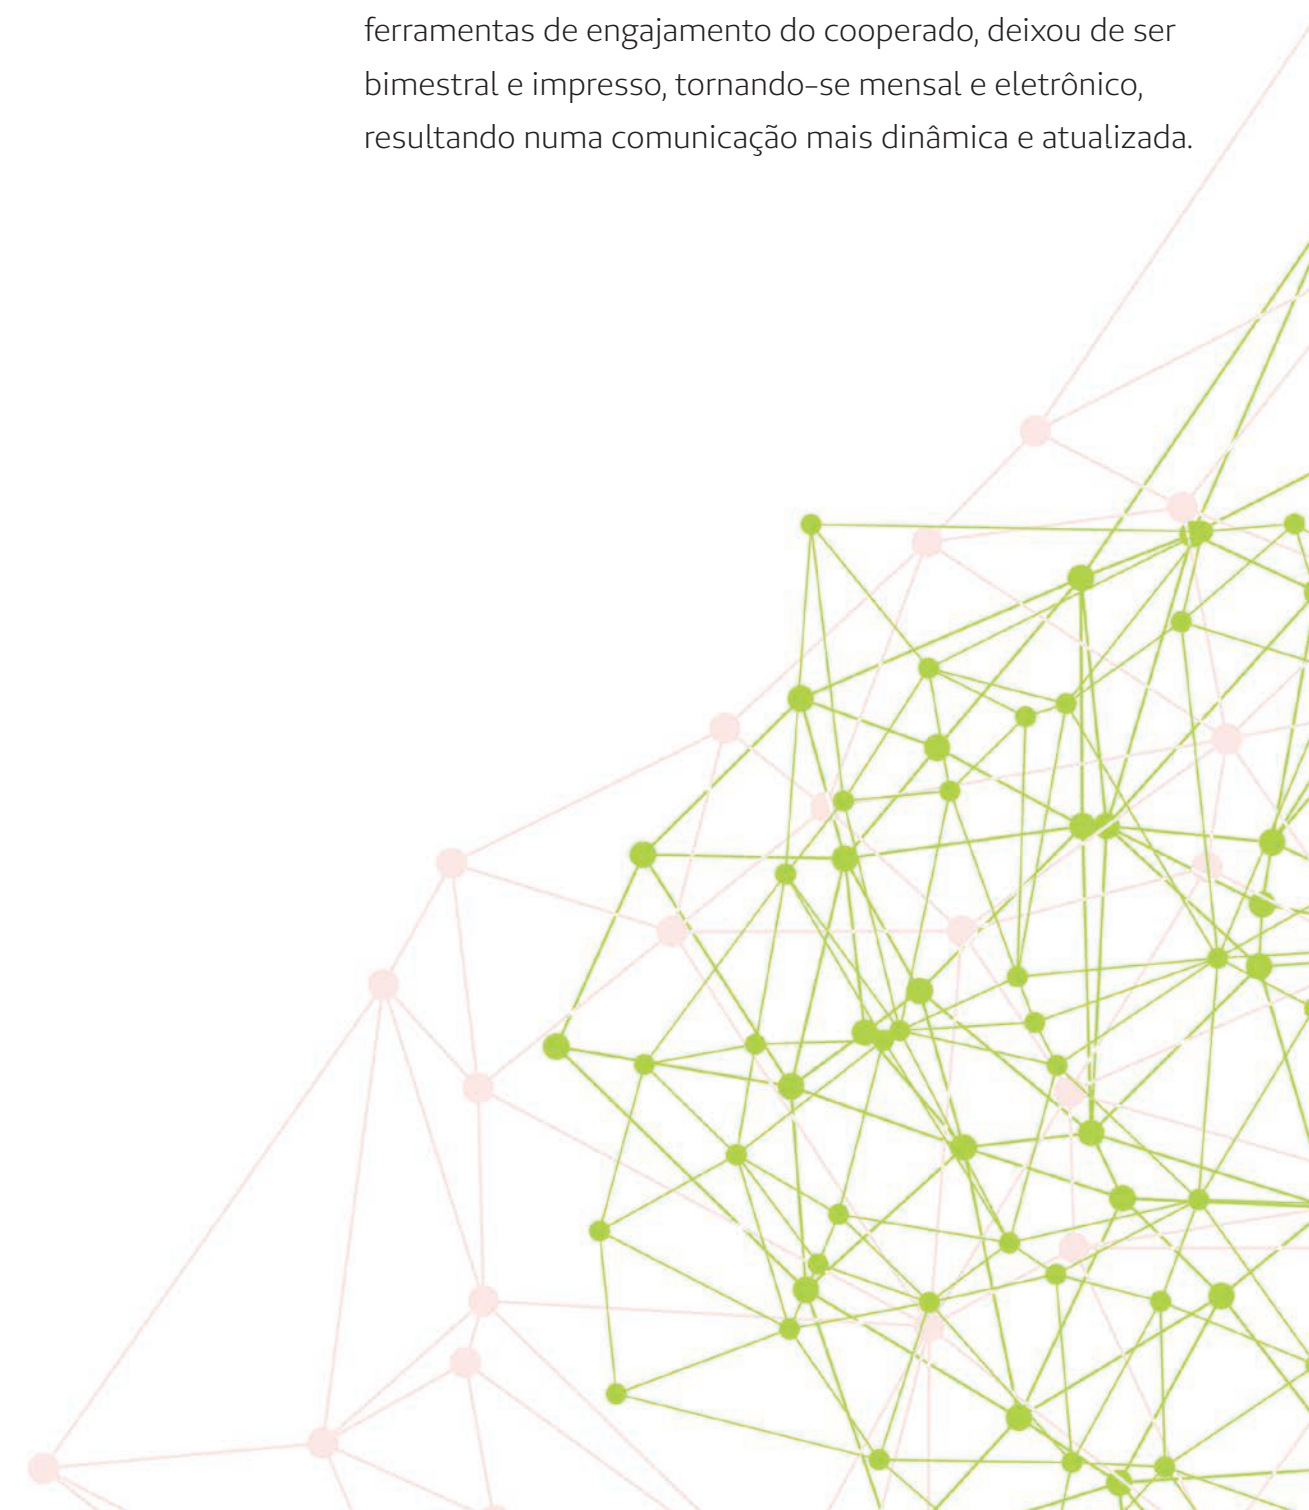 ferramentas de engajamento do cooperado, deixou de ser
bimestral e impresso, tornando-se mensal e eletrônico,
resultando numa comunicação mais dinâmica e atualizada.